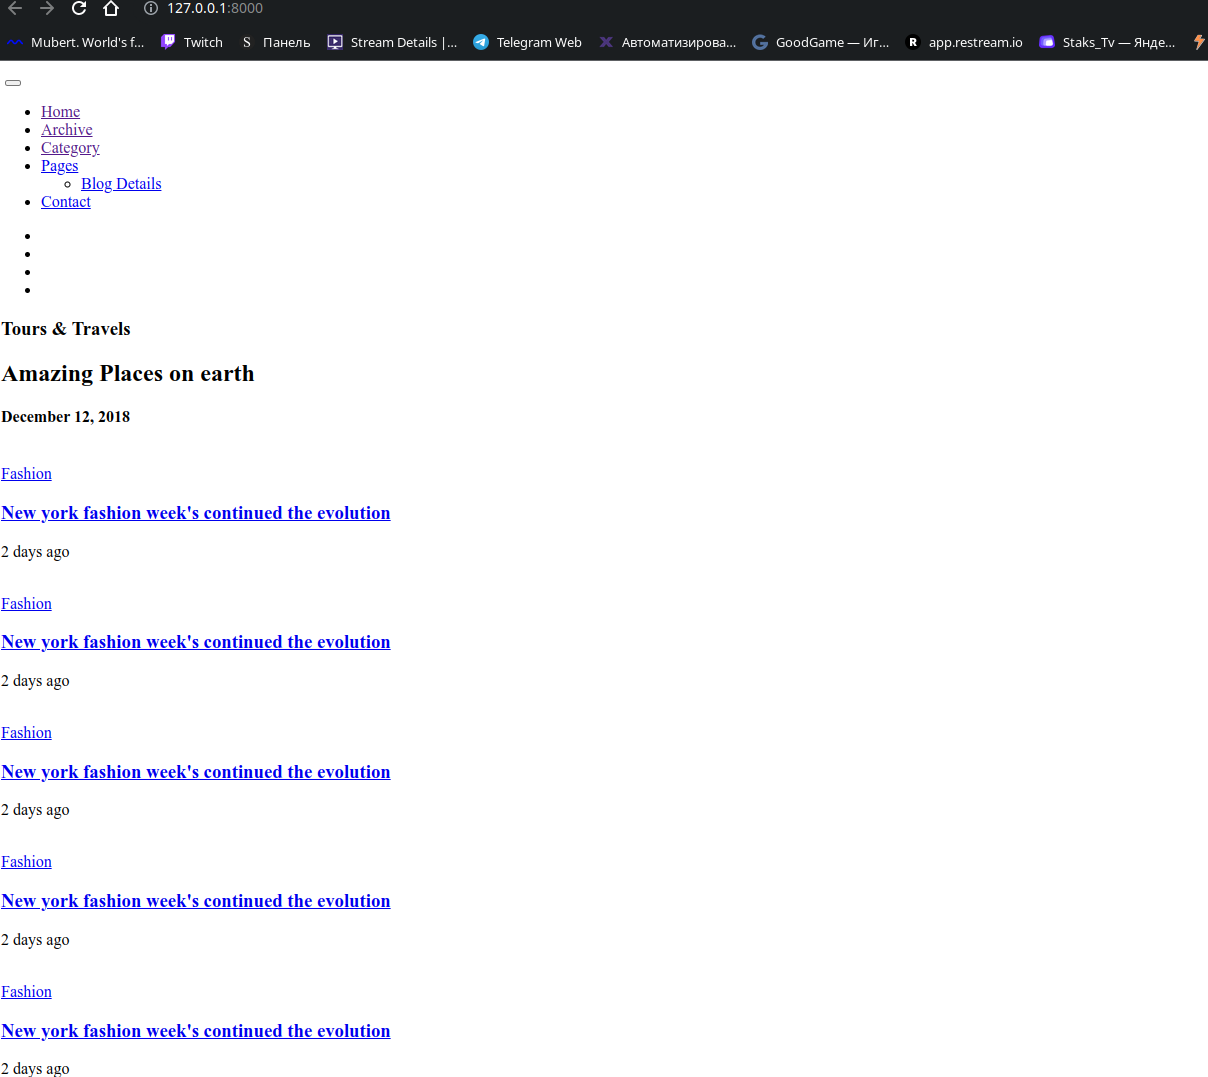 127.0.0.1:8000
Mubert. World's f... Twitch S Панель Stream Details |... Telegram Web Автоматизирова... GoodGame — Иг... R app.restream.io Staks_Tv — Янде...
Home
Archive
Category
Pages
Blog Details
Contact
Tours & Travels
Amazing Places on earth
December 12, 2018
Fashion
New york fashion week's continued the evolution
2 days ago
Fashion
New york fashion week's continued the evolution
2 days ago
Fashion
New york fashion week's continued the evolution
2 days ago
Fashion
New york fashion week's continued the evolution
2 days ago
Fashion
New york fashion week's continued the evolution
2 days ago